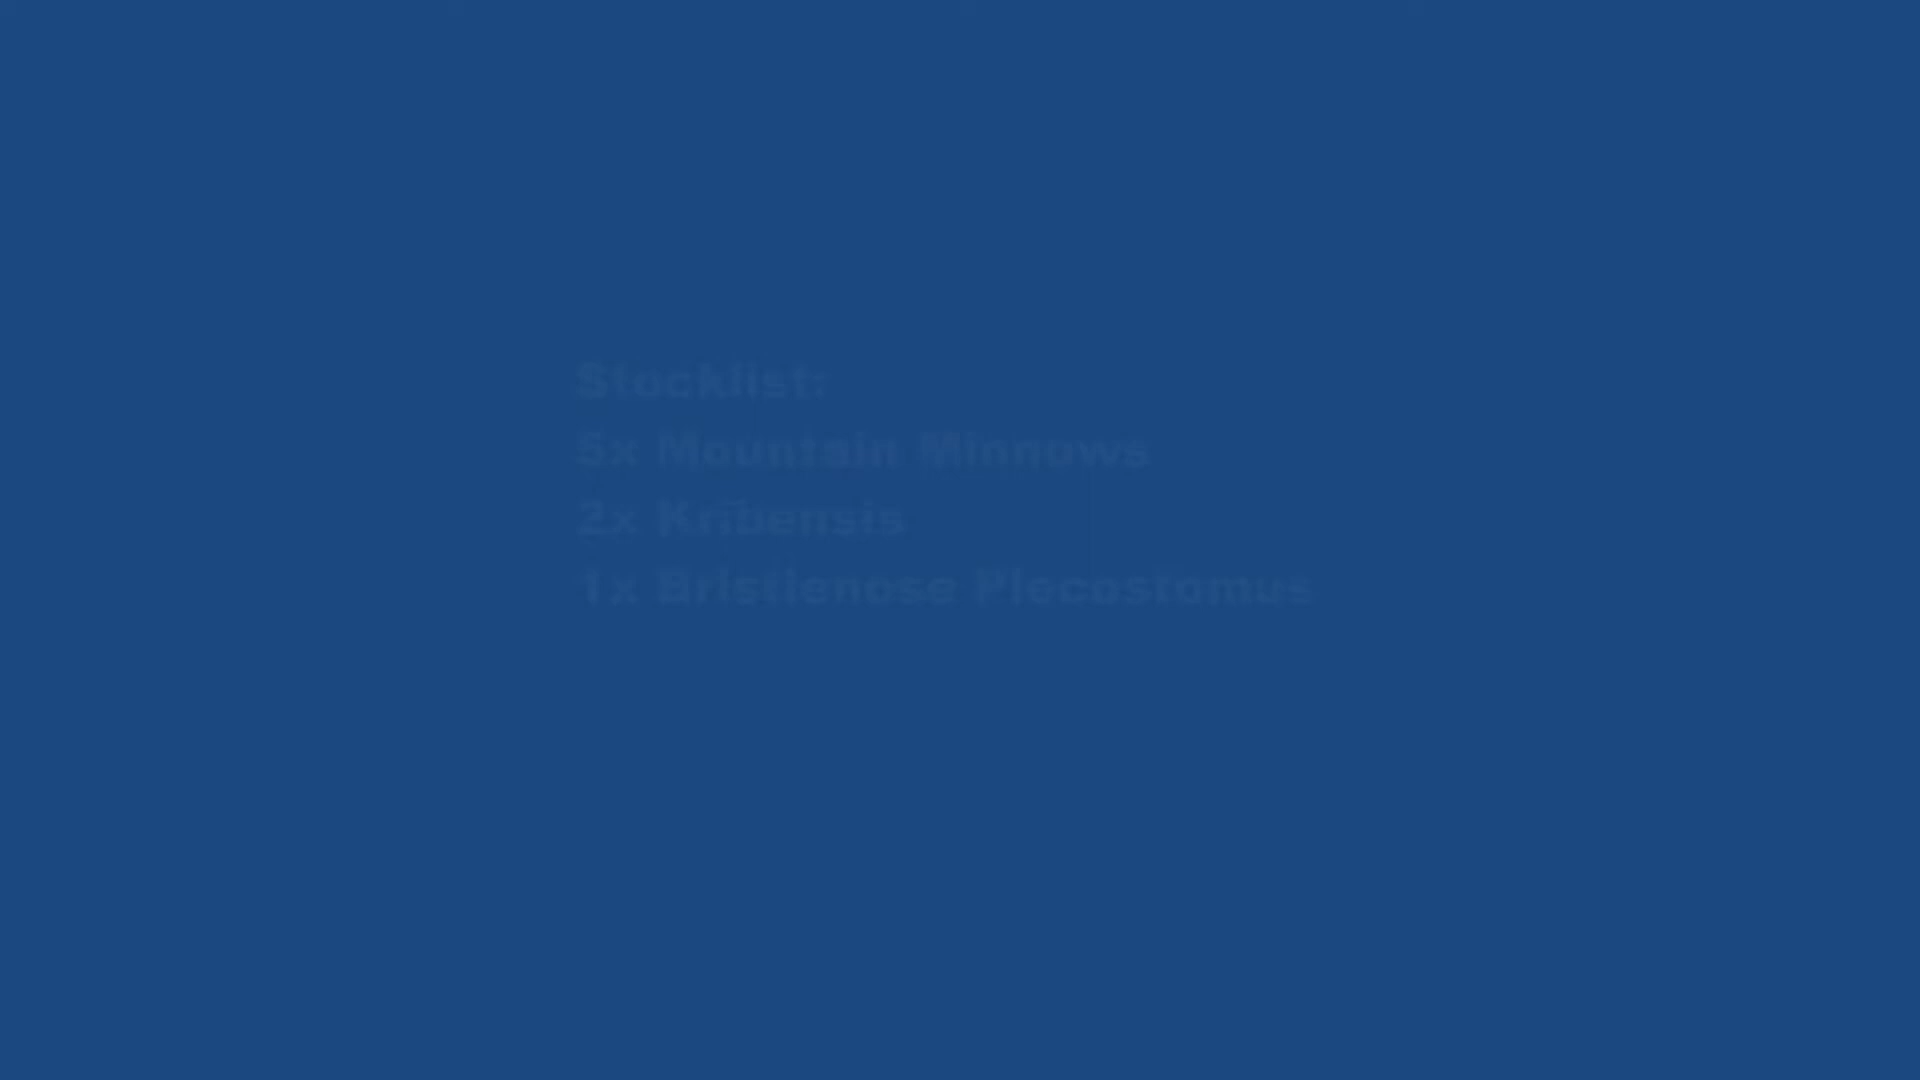 Stocklist:
5x Mountain Minnows
2x Kribensis
1x Bristlenose Plecostomus